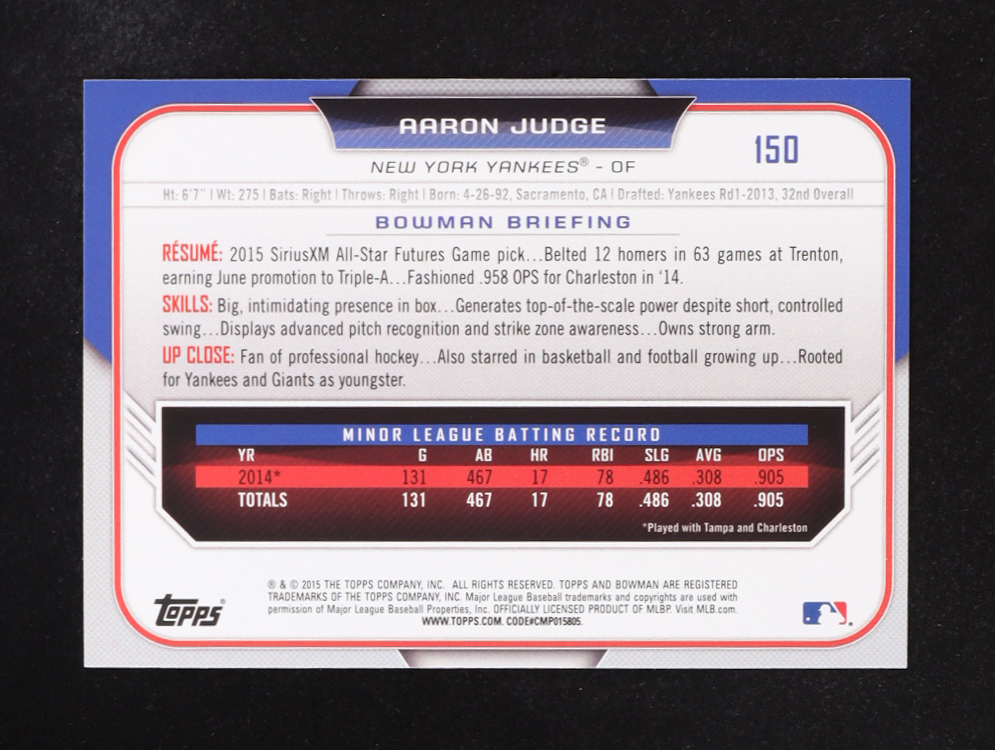 AARON JUDGE
150
NEW YORK YANKEES® - OF
Ht: 6'7" | Wt: 275 | Bats: Right | Throws: Right | Born: 4-26-92, Sacramento, CA | Drafted: Yankees Rd1-2013, 32nd Overall
BOWMAN BRIEFING
RÉSUMÉ: 2015 SiriusXM All-Star Futures Game pick...Belted 12 homers in 63 games at Trenton,
earning June promotion to Triple-A...Fashioned .958 OPS for Charleston in '14.
SKILLS: Big, intimidating presence in box...Generates top-of-the-scale power despite short, controlled
swing...Displays advanced pitch recognition and strike zone awareness...Owns strong arm.
UP CLOSE: Fan of professional hockey...Also starred in basketball and football growing up...Rooted
for Yankees and Giants as youngster.
MINOR LEAGUE BATTING RECORD
YR G AB HR RBI SLG AVG OPS
2014* 131 467 17 78 .486 .308 .905
TOTALS 131 467 17 78 .486 .308 .905
*Played with Tampa and Charleston
® & © 2015 THE TOPPS COMPANY, INC. ALL RIGHTS RESERVED. TOPPS AND BOWMAN ARE REGISTERED
TRADEMARKS OF THE TOPPS COMPANY, INC. Major League Baseball trademarks and copyrights are used with
permission of Major League Baseball Properties, Inc. OFFICIALLY LICENSED PRODUCT OF MLBP. Visit MLB.com.
WWW.TOPPS.COM. CODE#CMP015805.
TOPPS®